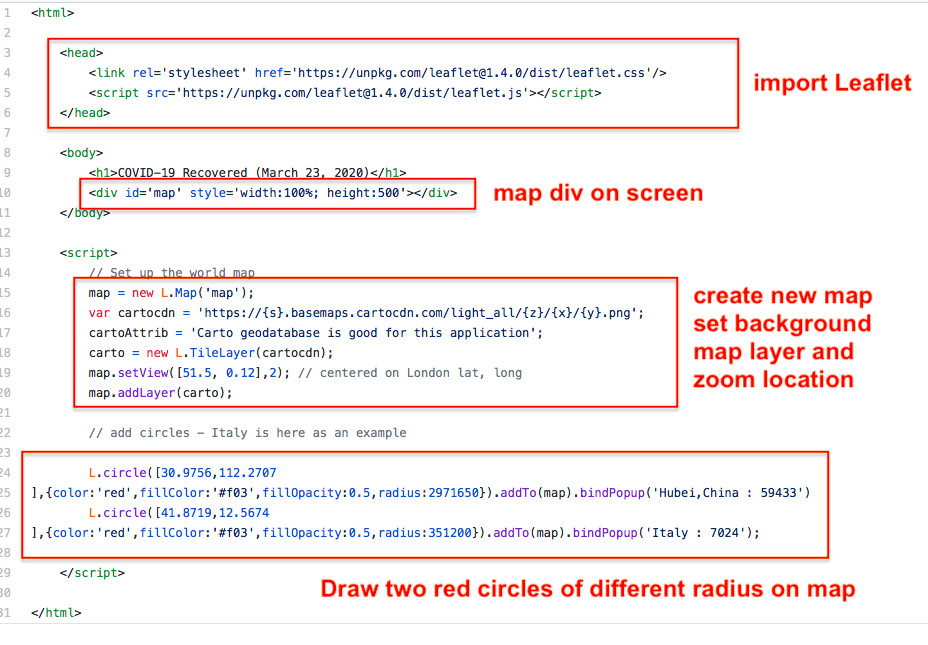 1 <html>
2
3 <head>
4 <link rel='stylesheet' href='https://unpkg.com/leaflet@1.4.0/dist/leaflet.css'/>
5 <script src='https://unpkg.com/leaflet@1.4.0/dist/leaflet.js'></script>
6 </head>
import Leaflet
7
8 <body>
9 <h1>COVID-19 Recovered (March 23, 2020)</h1>
10 <div id='map' style='width:100%; height:500'></div>
map div on screen
11 </body>
12
13 <script>
14 // Set up the world map
15 map = new L.Map('map');
16 var cartocdn = 'https://{s}.basemaps.cartocdn.com/light_all/{z}/{x}/{y}.png';
17 cartoAttrib = 'Carto geodatabase is good for this application';
18 carto = new L.TileLayer(cartocdn);
19 map.setView([51.5, 0.12],2); // centered on London lat, long
20 map.addLayer(carto);
create new map
set background
map layer and
zoom location
21
22 // add circles – Italy is here as an example
23
24 L.circle([30.9756,112.2707
25 ],{color:'red',fillColor:'#f03',fillOpacity:0.5,radius:2971650}).addTo(map).bindPopup('Hubei,China : 59433')
26 L.circle([41.8719,12.5674
27 ],{color:'red',fillColor:'#f03',fillOpacity:0.5,radius:351200}).addTo(map).bindPopup('Italy : 7024');
28
29 </script>
Draw two red circles of different radius on map
30
31 </html>